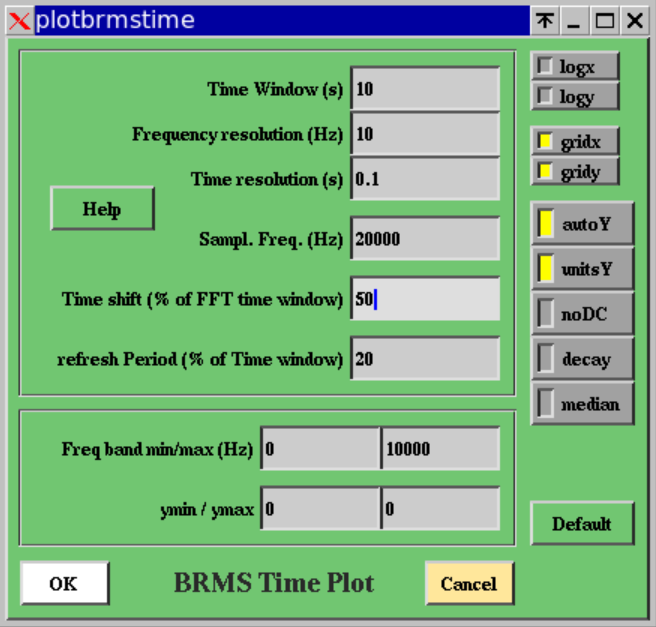 plotbrmstime
Time Window (s) 10
Frequency resolution (Hz) 10
Time resolution (s) 0.1
Help
Sampl. Freq. (Hz) 20000
Time shift (% of FFT time window) 50
refresh Period (% of Time window) 20
logx
logy
gridx
gridy
autoY
unitsY
noDC
decay
median
Freq band min/max (Hz) 0 10000
ymin / ymax 0 0
Default
OK
BRMS Time Plot
Cancel